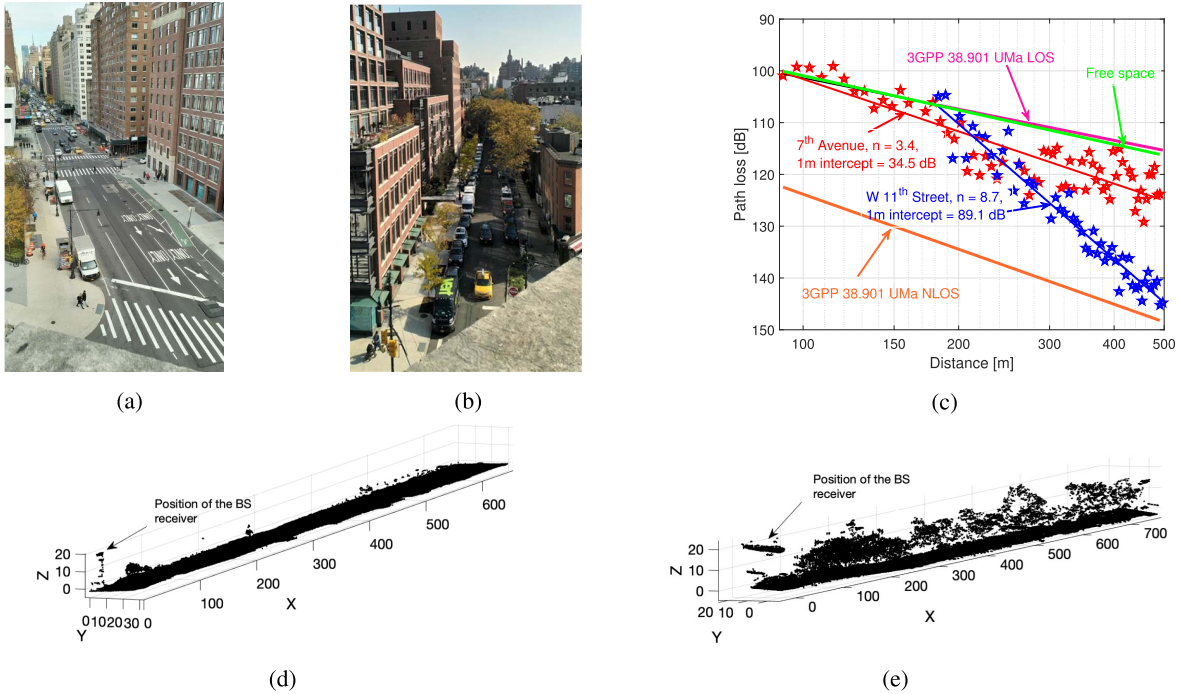 (a)
(b)
90
100
110
120
130
140
150
Path loss [dB]
3GPP 38.901 UMa LOS
Free space
7th Avenue, n = 3.4,
1m intercept = 34.5 dB
W 11th Street, n = 8.7,
1m intercept = 89.1 dB
3GPP 38.901 UMa NLOS
100
200
300
400
500
Distance [m]
(c)
Position of the BS
receiver
20
10
0
Z
0 10 20 30
Y
0
100
200
300
400
500
600
X
(d)
Position of the BS
receiver
20
10
0
Z
20 10 0
Y
0
100
200
300
400
500
600
700
X
(e)